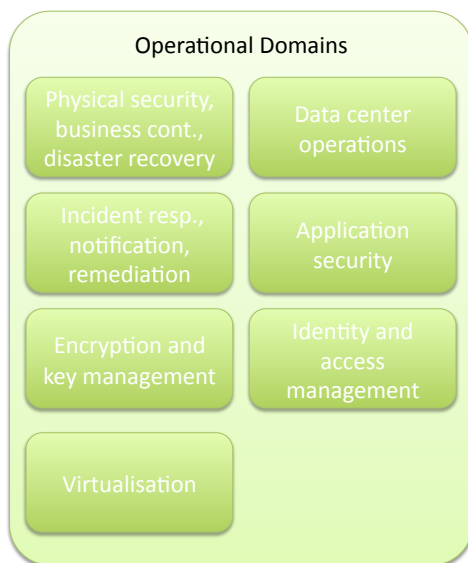 Operational Domains
Physical security,
business cont.,
disaster recovery
Data center
operations
Incident resp.,
notification,
remediation
Application
security
Encryption and
key management
Identity and
access
management
Virtualisation